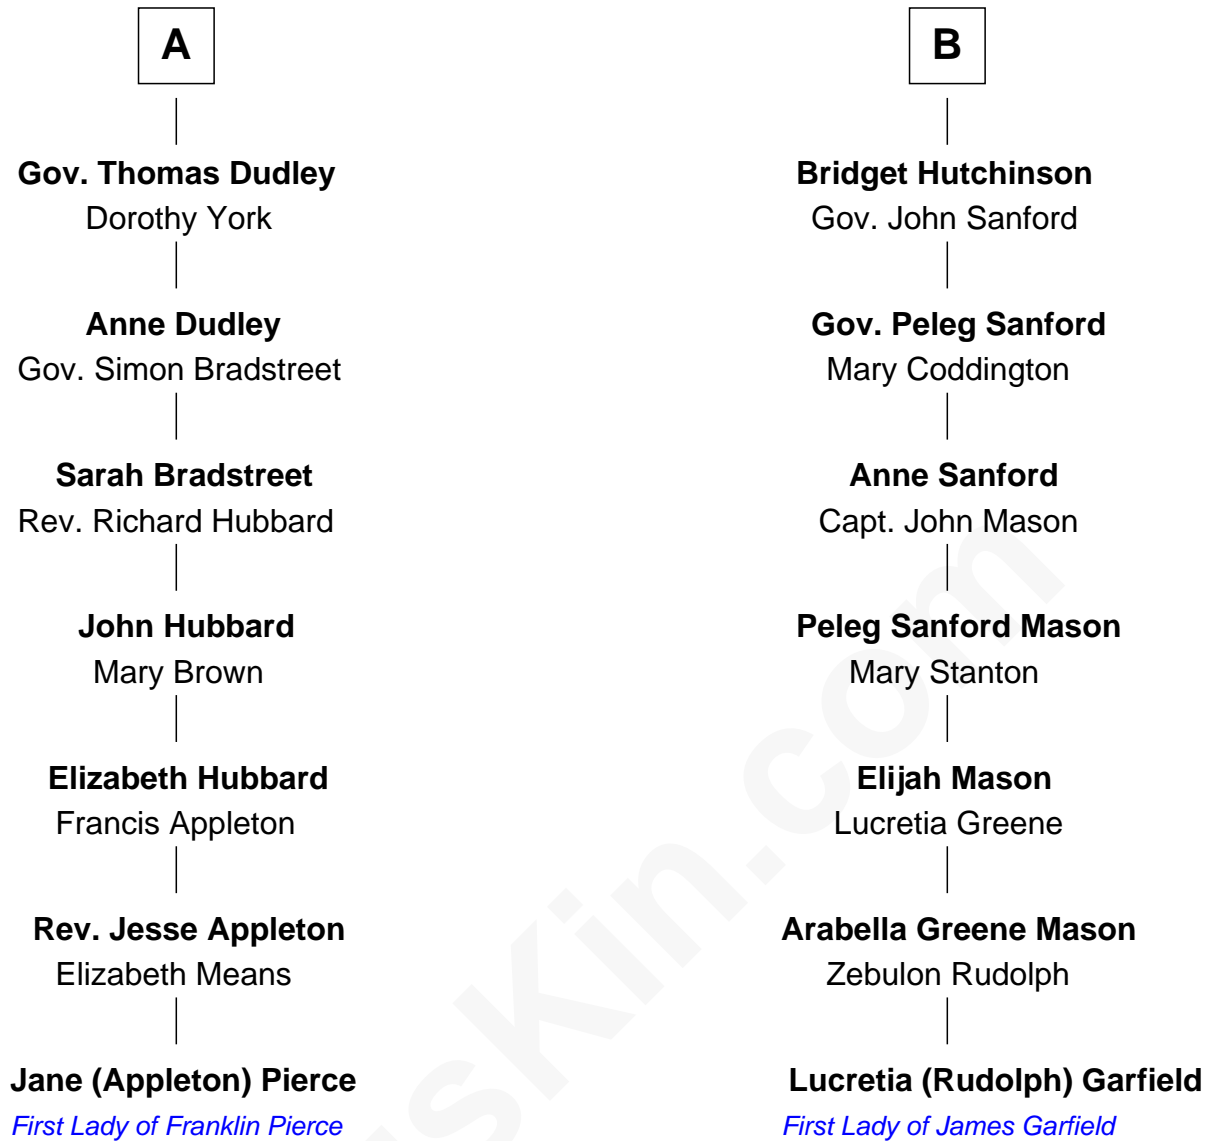 A
Gov. Thomas Dudley
Dorothy York
Anne Dudley
Gov. Simon Bradstreet
Sarah Bradstreet
Rev. Richard Hubbard
John Hubbard
Mary Brown
Elizabeth Hubbard
Francis Appleton
Rev. Jesse Appleton
Elizabeth Means
Jane (Appleton) Pierce
First Lady of Franklin Pierce
B
Bridget Hutchinson
Gov. John Sanford
Gov. Peleg Sanford
Mary Coddington
Anne Sanford
Capt. John Mason
Peleg Sanford Mason
Mary Stanton
Elijah Mason
Lucretia Greene
Arabella Greene Mason
Zebulon Rudolph
Lucretia (Rudolph) Garfield
First Lady of James Garfield
sKin.com